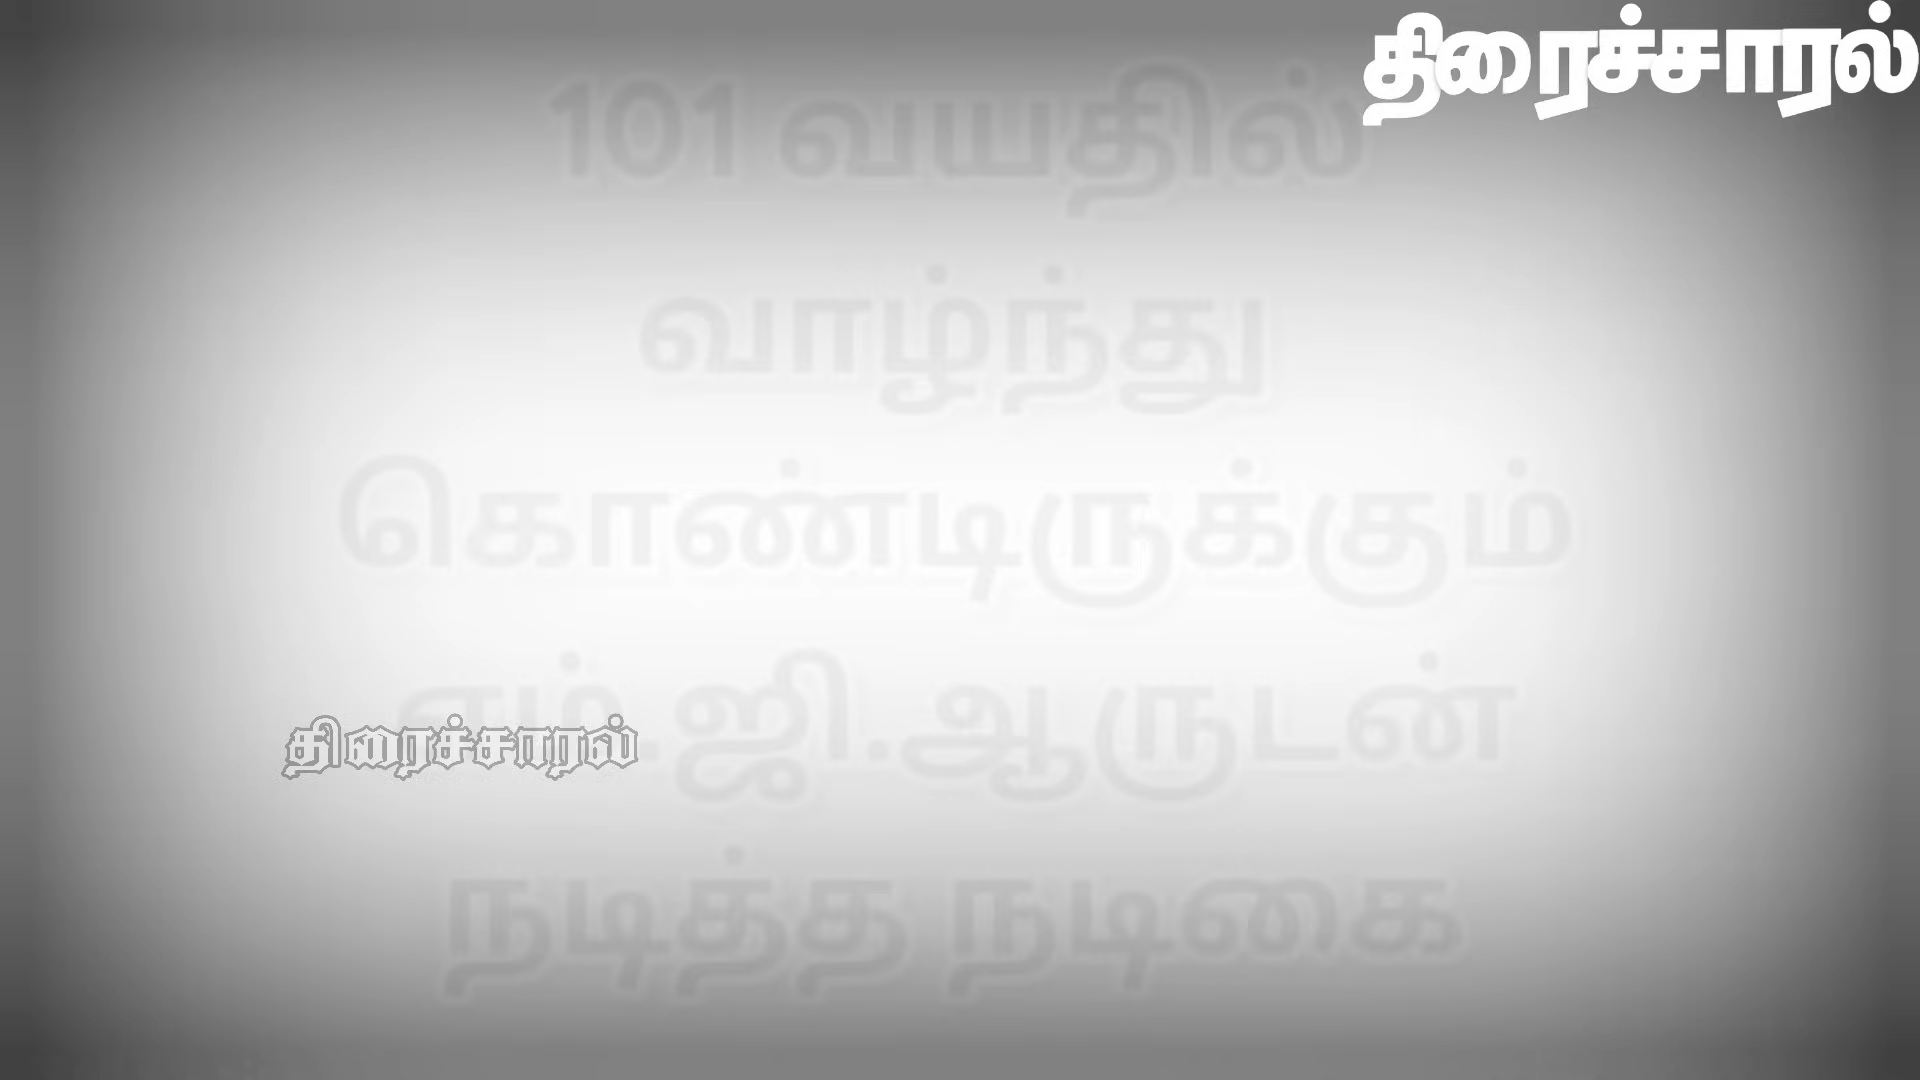 திரைச்சாரல்
101 வயதில்
வாழ்ந்து
கொண்டிருக்கும்
எம்.ஜி.ஆருடன்
திரைச்சாரல்
நடித்த நடிகை